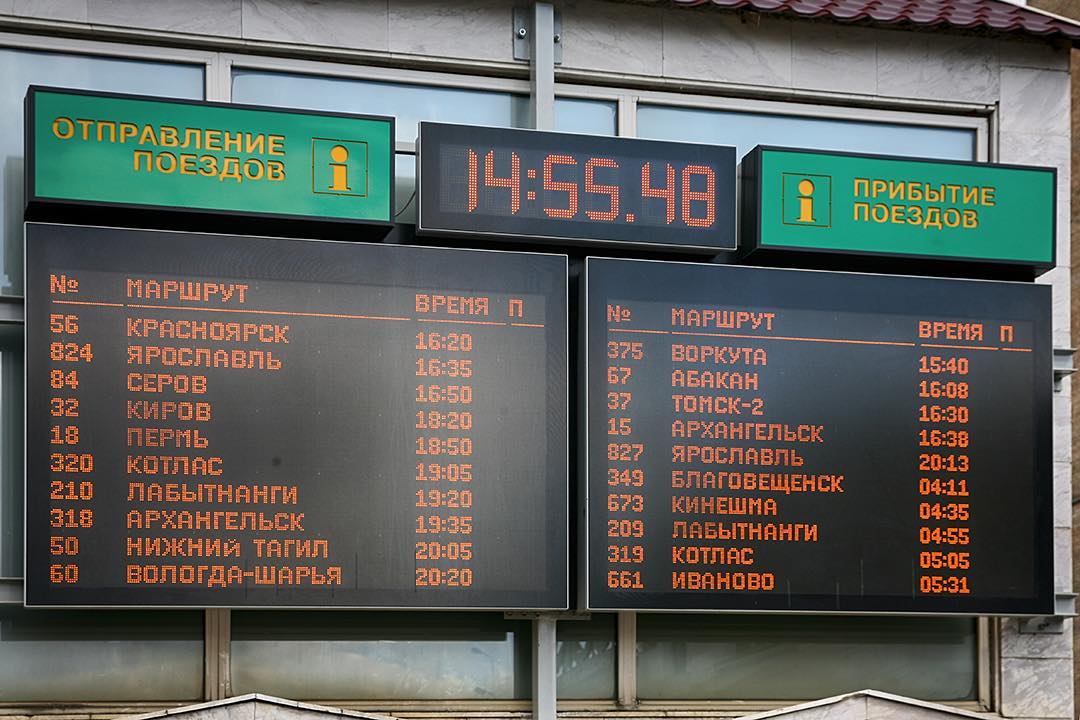 ОТПРАВЛЕНИЕ
ПОЕЗДОВ
i
14:55.48
i
ПРИБЫТИЕ
ПОЕЗДОВ
№ МАРШРУТ ВРЕМЯ П
56 КРАСНОЯРСК 16:20
824 ЯРОСЛАВЛЬ 16:35
84 СЕРОВ 16:50
32 КИРОВ 18:20
18 ПЕРМЬ 18:50
320 КОТЛАС 19:05
210 ЛАБЫТНАНГИ 19:20
318 АРХАНГЕЛЬСК 19:35
50 НИЖНИЙ ТАГИЛ 20:05
60 ВОЛОГДА-ШАРЬЯ 20:20
№ МАРШРУТ ВРЕМЯ П
375 ВОРКУТА 15:40
67 АБАКАН 16:08
37 ТОМСК-2 16:30
15 АРХАНГЕЛЬСК 16:38
827 ЯРОСЛАВЛЬ 20:13
349 БЛАГОВЕЩЕНСК 04:11
673 КИНЕШМА 04:35
209 ЛАБЫТНАНГИ 04:55
319 КОТЛАС 05:05
661 ИВАНОВО 05:31